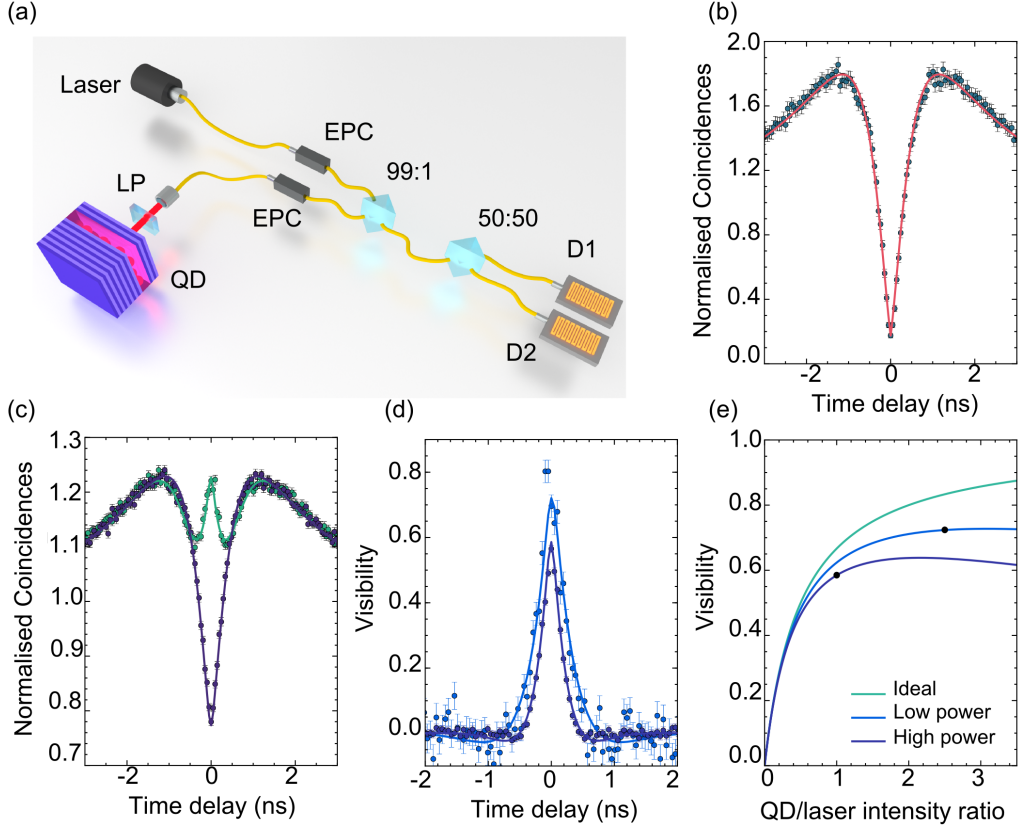 (a)
Laser
EPC
LP
EPC
99:1
50:50
QD
D1
D2
(b)
Normalised Coincidences
2.0
1.6
1.2
0.8
0.4
0.0
-2 0 2
Time delay (ns)
(c)
Normalised Coincidences
1.3
1.2
1.1
1.0
0.9
0.8
0.7
-2 0 2
Time delay (ns)
(d)
Visibility
0.8
0.6
0.4
0.2
0.0
-2 -1 0 1 2
Time delay (ns)
(e)
Visibility
1.0
0.8
0.6
0.4
0.2
0.0
Ideal
Low power
High power
0 1 2 3
QD/laser intensity ratio